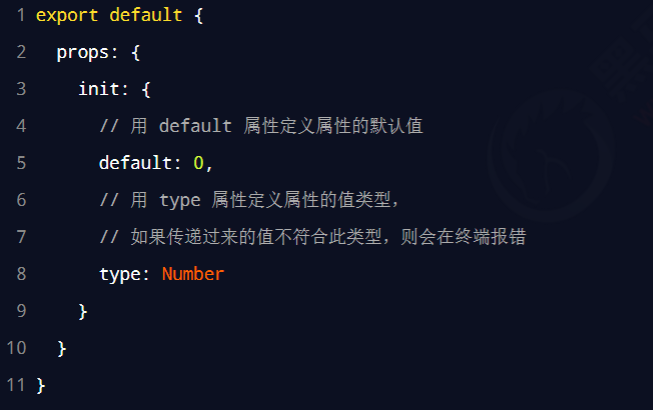 1 export default {
2 props: {
3 init: {
4 // 用 default 属性定义属性的默认值
5 default: 0,
6 // 用 type 属性定义属性的值类型，
7 // 如果传递过来的值不符合此类型，则会在终端报错
8 type: Number
9 }
10 }
11 }